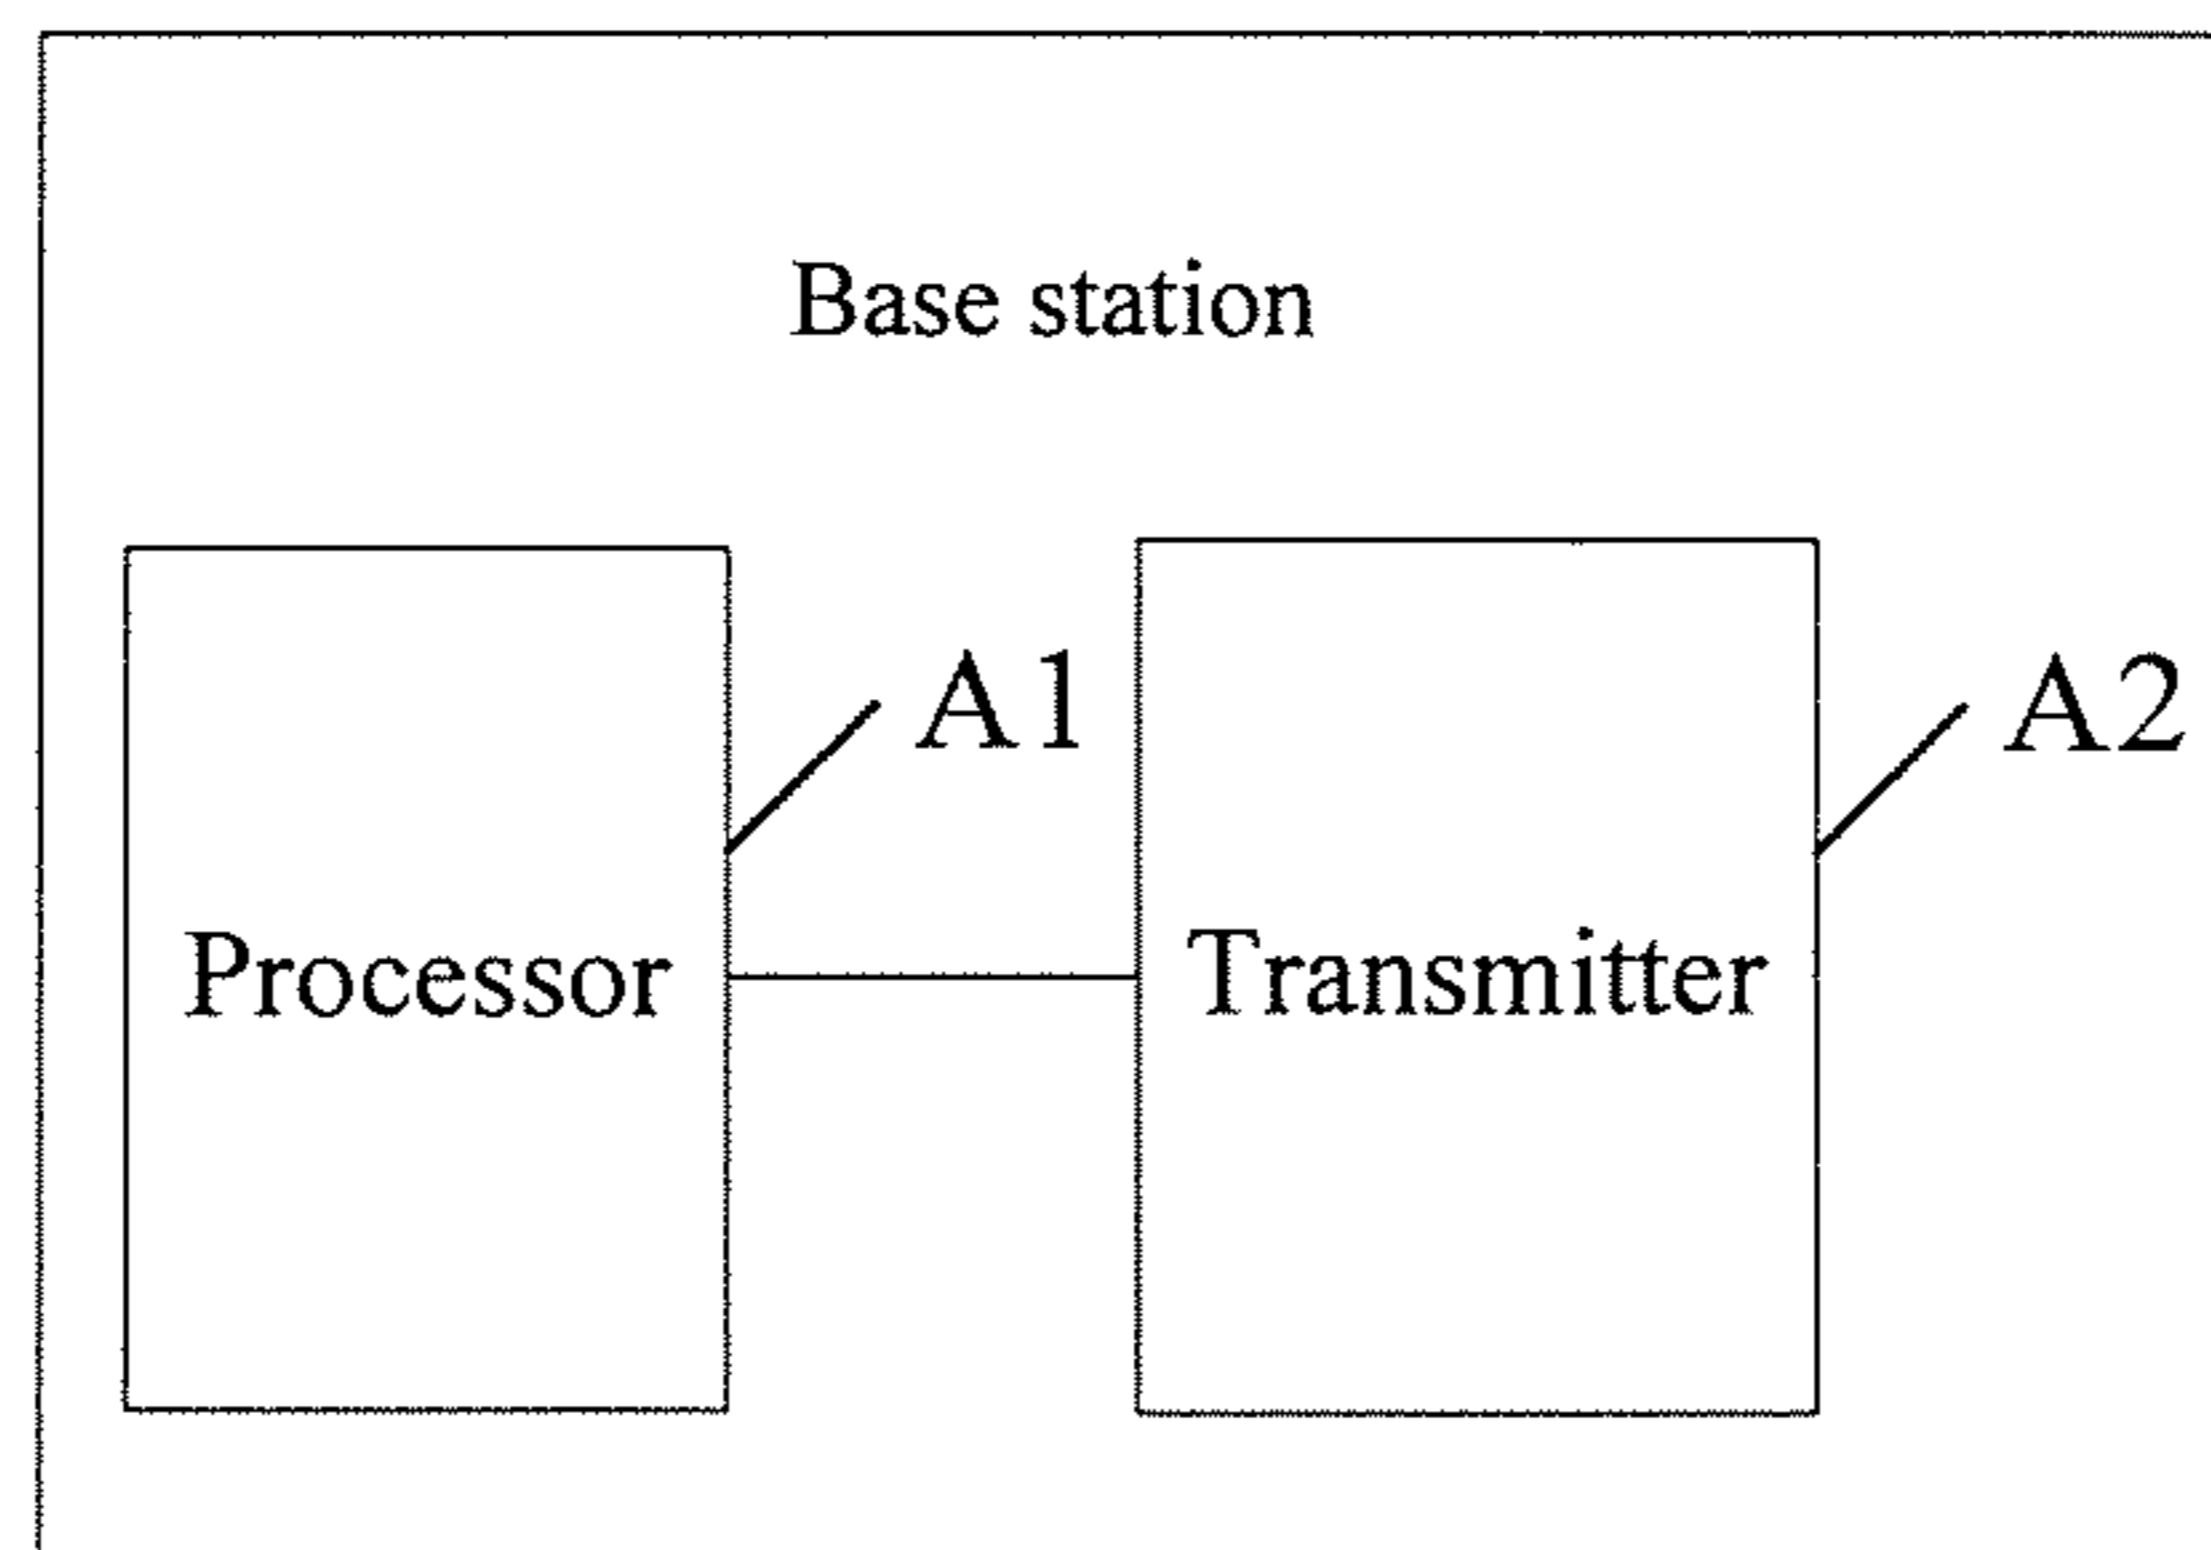 Base station
A1
A2
Processor
Transmitter